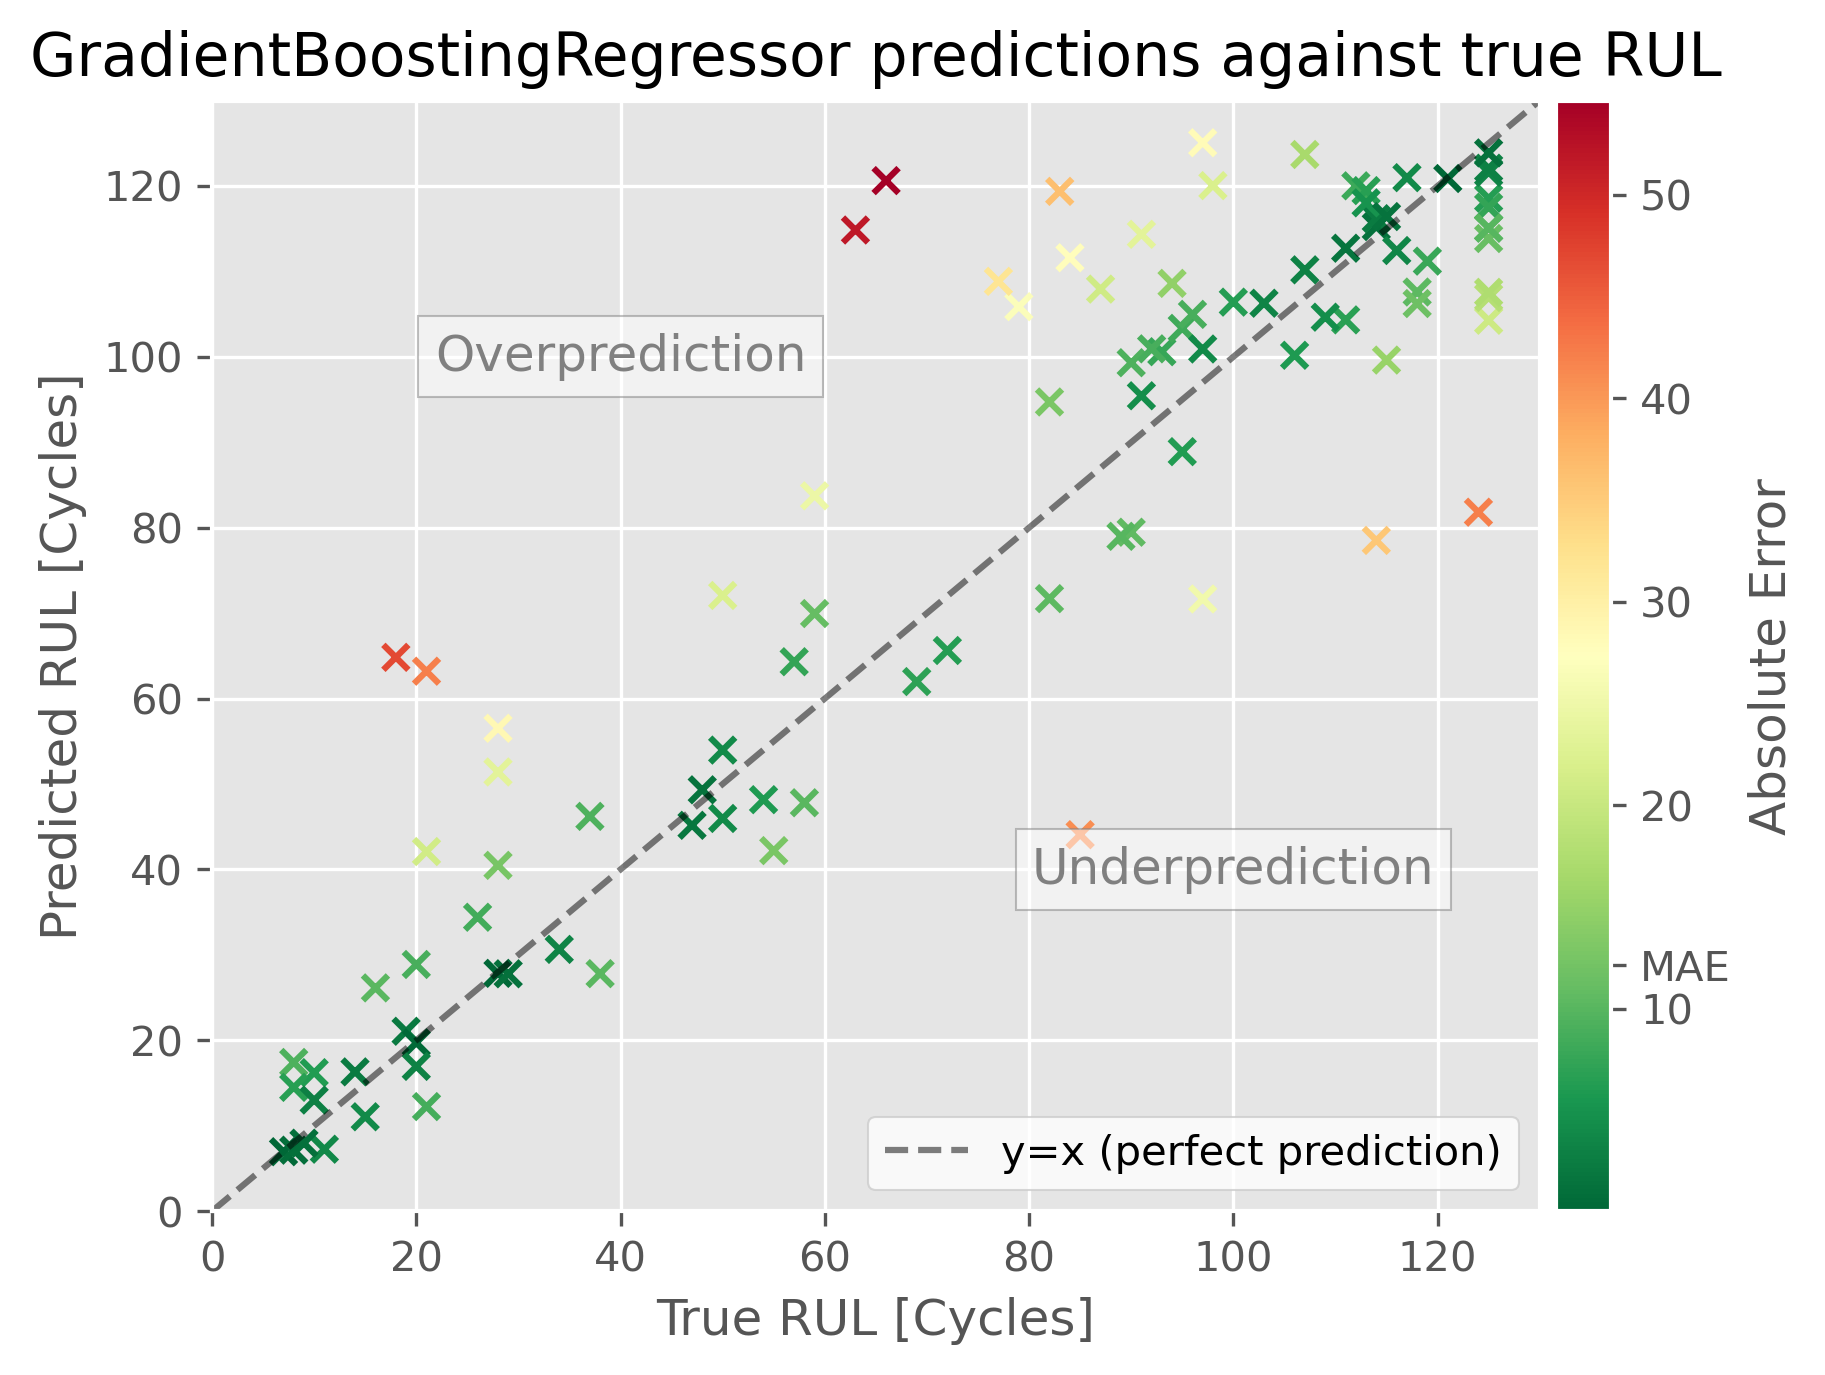 GradientBoostingRegressor predictions against true RUL
Predicted RUL [Cycles]
120
100
80
60
40
20
0
Overprediction
Underprediction
y=x (perfect prediction)
0 20 40 60 80 100 120
True RUL [Cycles]
50
40
30
20
MAE
10
Absolute Error